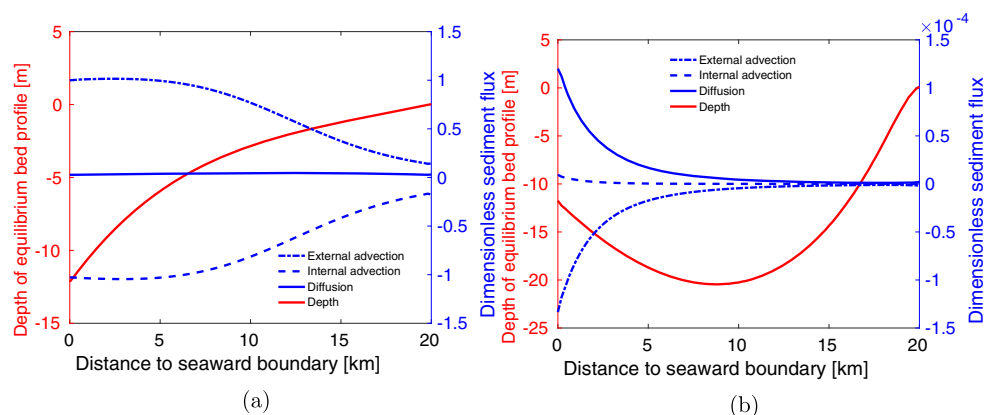 5
0
-5
-10
-15
Depth of equilibrium bed profile [m]
0 5 10 15 20
Distance to seaward boundary [km]
1.5
1
0.5
0
-0.5
-1
-1.5
Dimensionless sediment flux
External advection
Internal advection
Diffusion
Depth
(a)
5
0
-5
-10
-15
-20
-25
Depth of equilibrium bed profile [m]
0 5 10 15 20
Distance to seaward boundary [km]
×10⁻⁴
1.5
1
0.5
0
-0.5
-1
-1.5
Dimensionless sediment flux
External advection
Internal advection
Diffusion
Depth
(b)